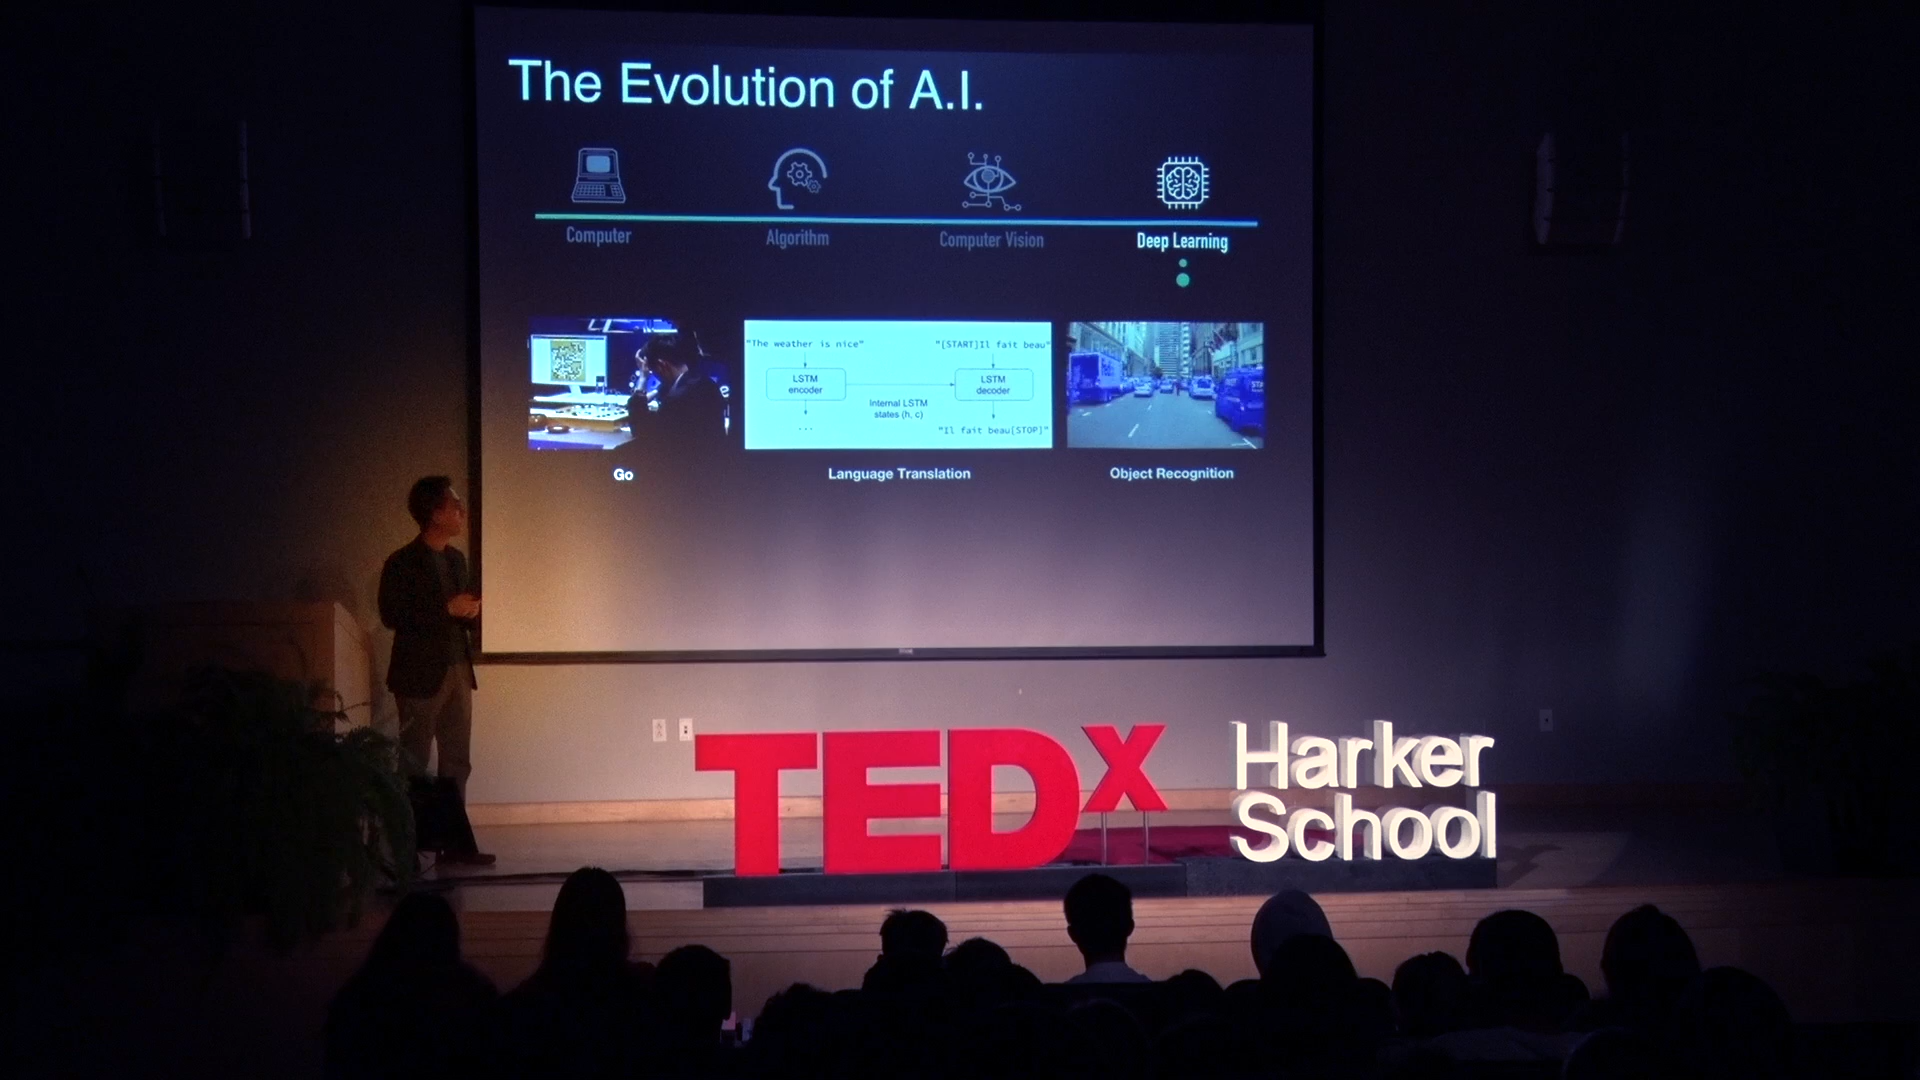 The Evolution of A.I.
Computer
Algorithm
Computer Vision
Deep Learning
"The weather is nice"
"[START]Il fait beau"
LSTM
encoder
LSTM
decoder
Internal LSTM
states (h, c)
...
"Il fait beau[STOP]"
Go
Language Translation
Object Recognition
TEDx
Harker
School